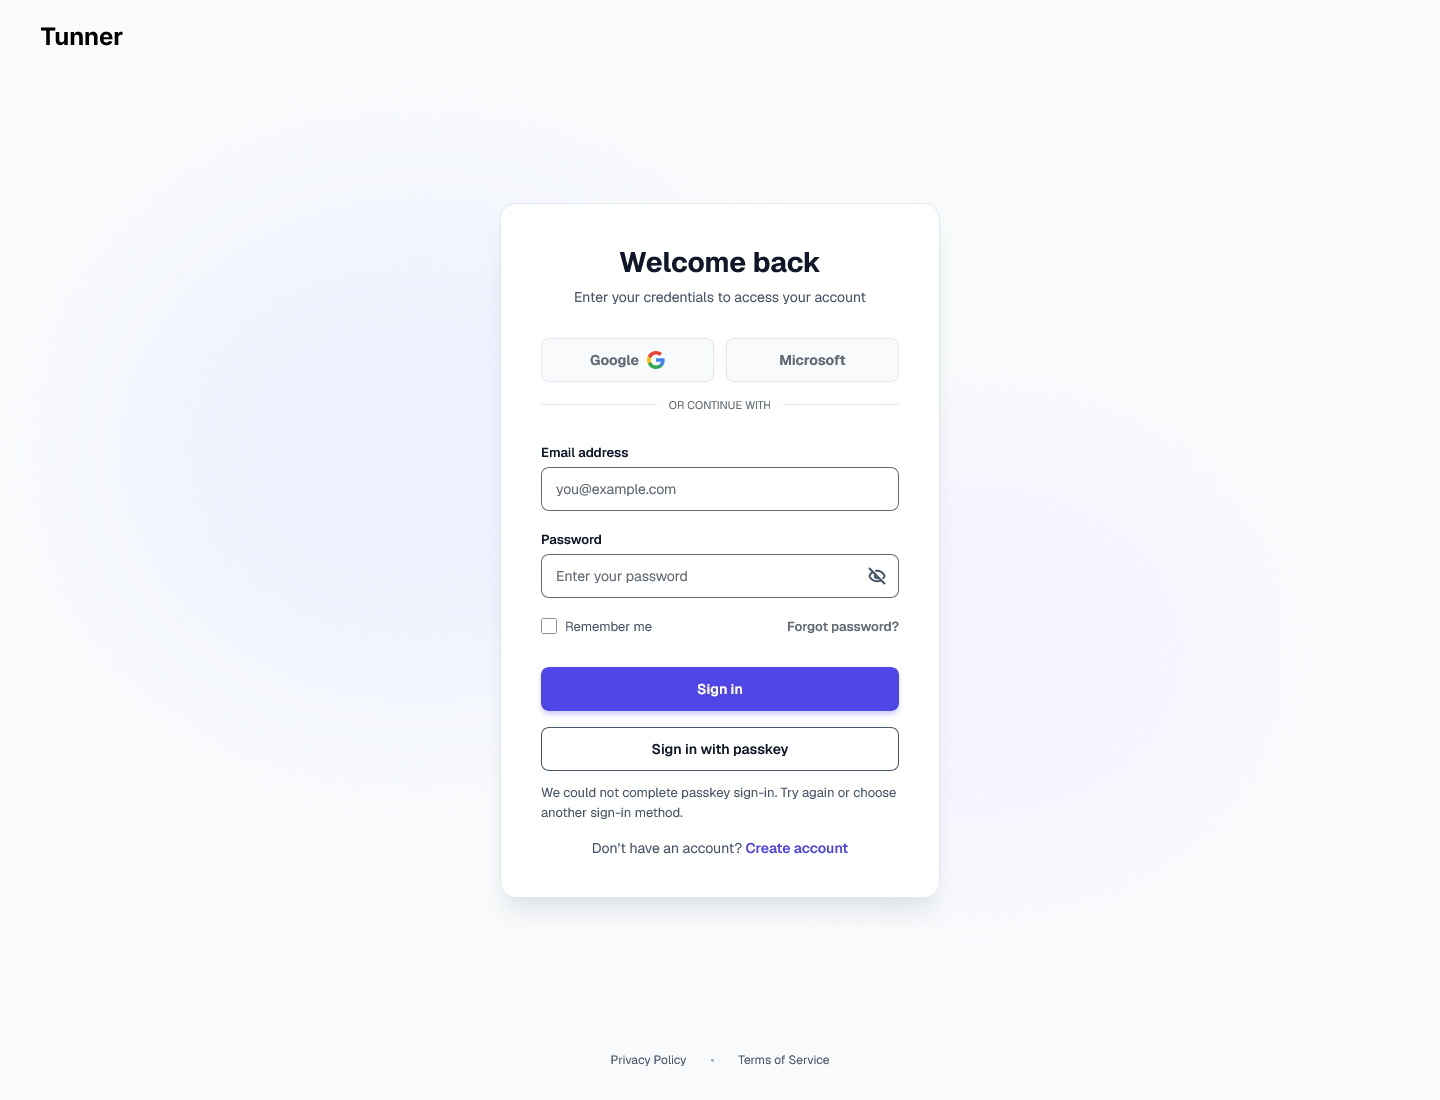 Tunner
Welcome back
Enter your credentials to access your account
Google
Microsoft
OR CONTINUE WITH
Email address
you@example.com
Password
Enter your password
Remember me
Forgot password?
Sign in
Sign in with passkey
We could not complete passkey sign-in. Try again or choose
another sign-in method.
Don’t have an account? Create account
Privacy Policy • Terms of Service